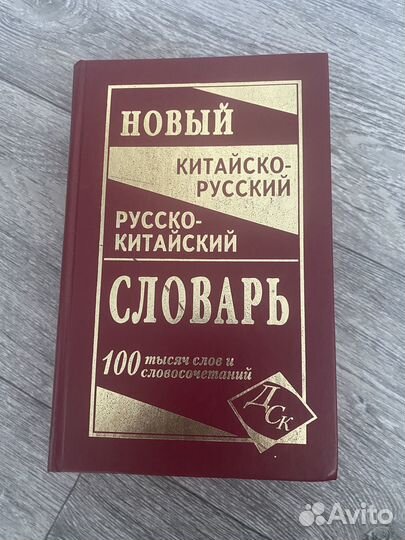 НОВЫЙ
КИТАЙСКО-
РУССКИЙ
РУССКО-
КИТАЙСКИЙ
СЛОВАРЬ
100 тысяч слов и
словосочетаний
ДСК
Avito